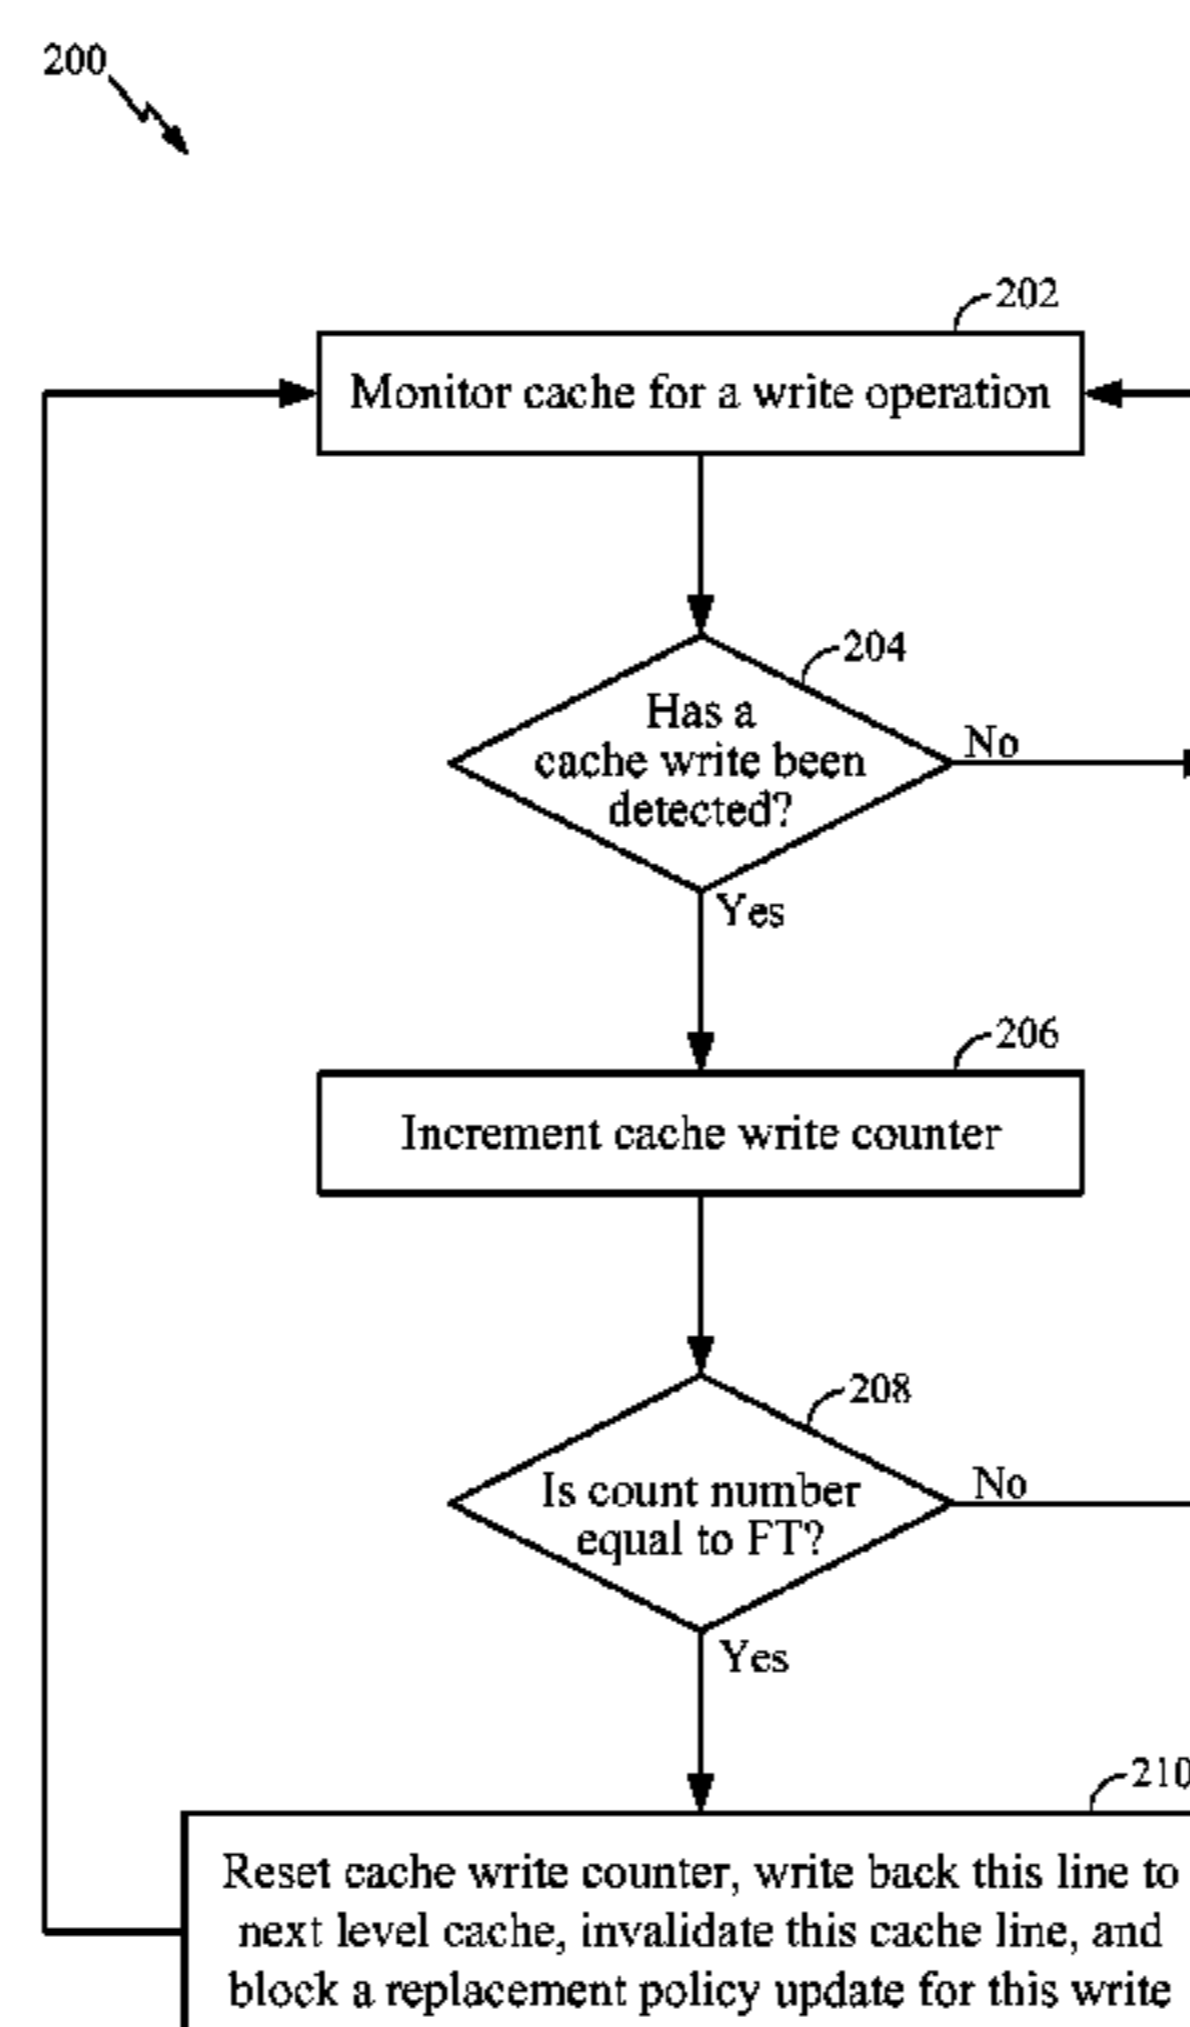 200
202
Monitor cache for a write operation
204
Has a
cache write been
detected?
No
Yes
206
Increment cache write counter
208
Is count number
equal to FT?
No
Yes
210
Reset cache write counter, write back this line to
next level cache, invalidate this cache line, and
block a replacement policy update for this write